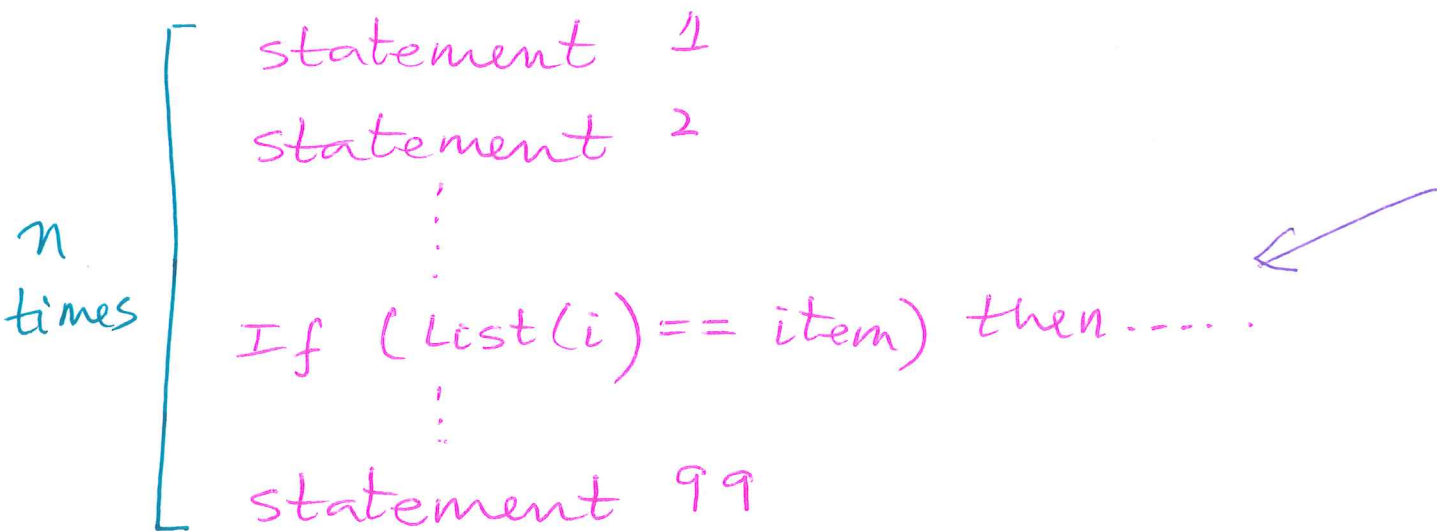 statement 1
statement 2
n
times
If (List(i) == item) then.....
statement 99